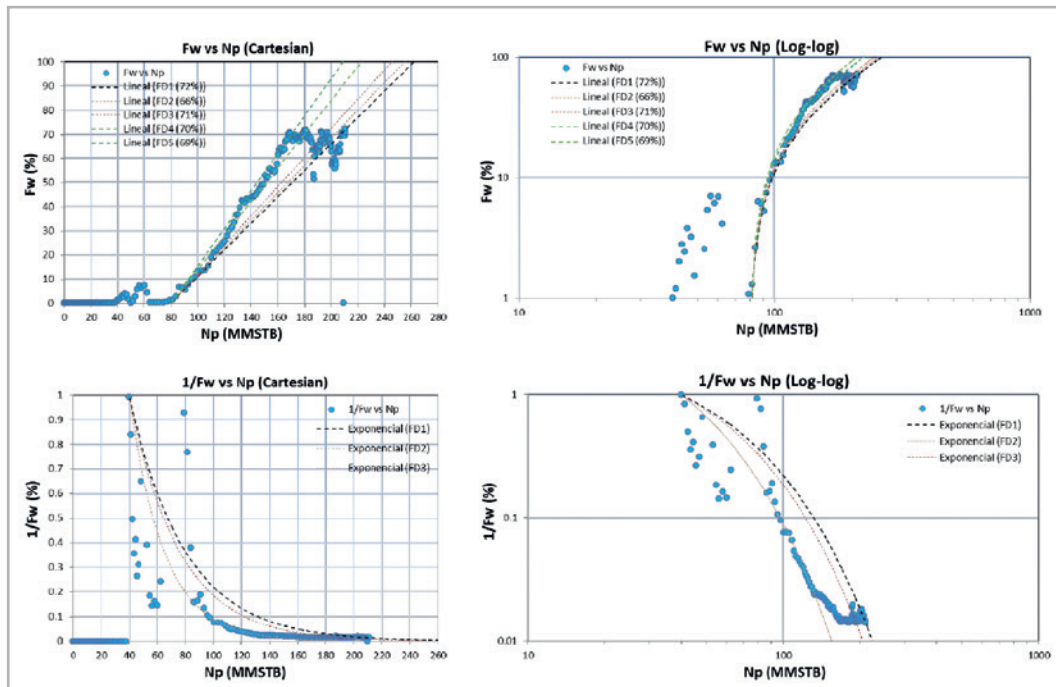 Fw vs Np (Cartesian)
100
90
80
70
60
50
40
30
20
10
0
Fw (%)
Fw vs Np
Lineal (FD1 (72%))
Lineal (FD2 (66%))
Lineal (FD3 (71%))
Lineal (FD4 (70%))
Lineal (FD5 (69%))
0 20 40 60 80 100 120 140 160 180 200 220 240 260 280
Np (MMSTB)
Fw vs Np (Log-log)
100
10
1
Fw (%)
Fw vs Np
Lineal (FD1 (72%))
Lineal (FD2 (66%))
Lineal (FD3 (71%))
Lineal (FD4 (70%))
Lineal (FD5 (69%))
10 100 1000
Np (MMSTB)
1/Fw vs Np (Cartesian)
1
0.9
0.8
0.7
0.6
0.5
0.4
0.3
0.2
0.1
0
1/Fw (%)
1/Fw vs Np
Exponencial (FD1)
Exponencial (FD2)
Exponencial (FD3)
0 20 40 60 80 100 120 140 160 180 200 220 240 260
Np (MMSTB)
1/Fw vs Np (Log-log)
1
0.1
0.01
1/Fw (%)
1/Fw vs Np
Exponencial (FD1)
Exponencial (FD2)
Exponencial (FD3)
10 100 1000
Np (MMSTB)